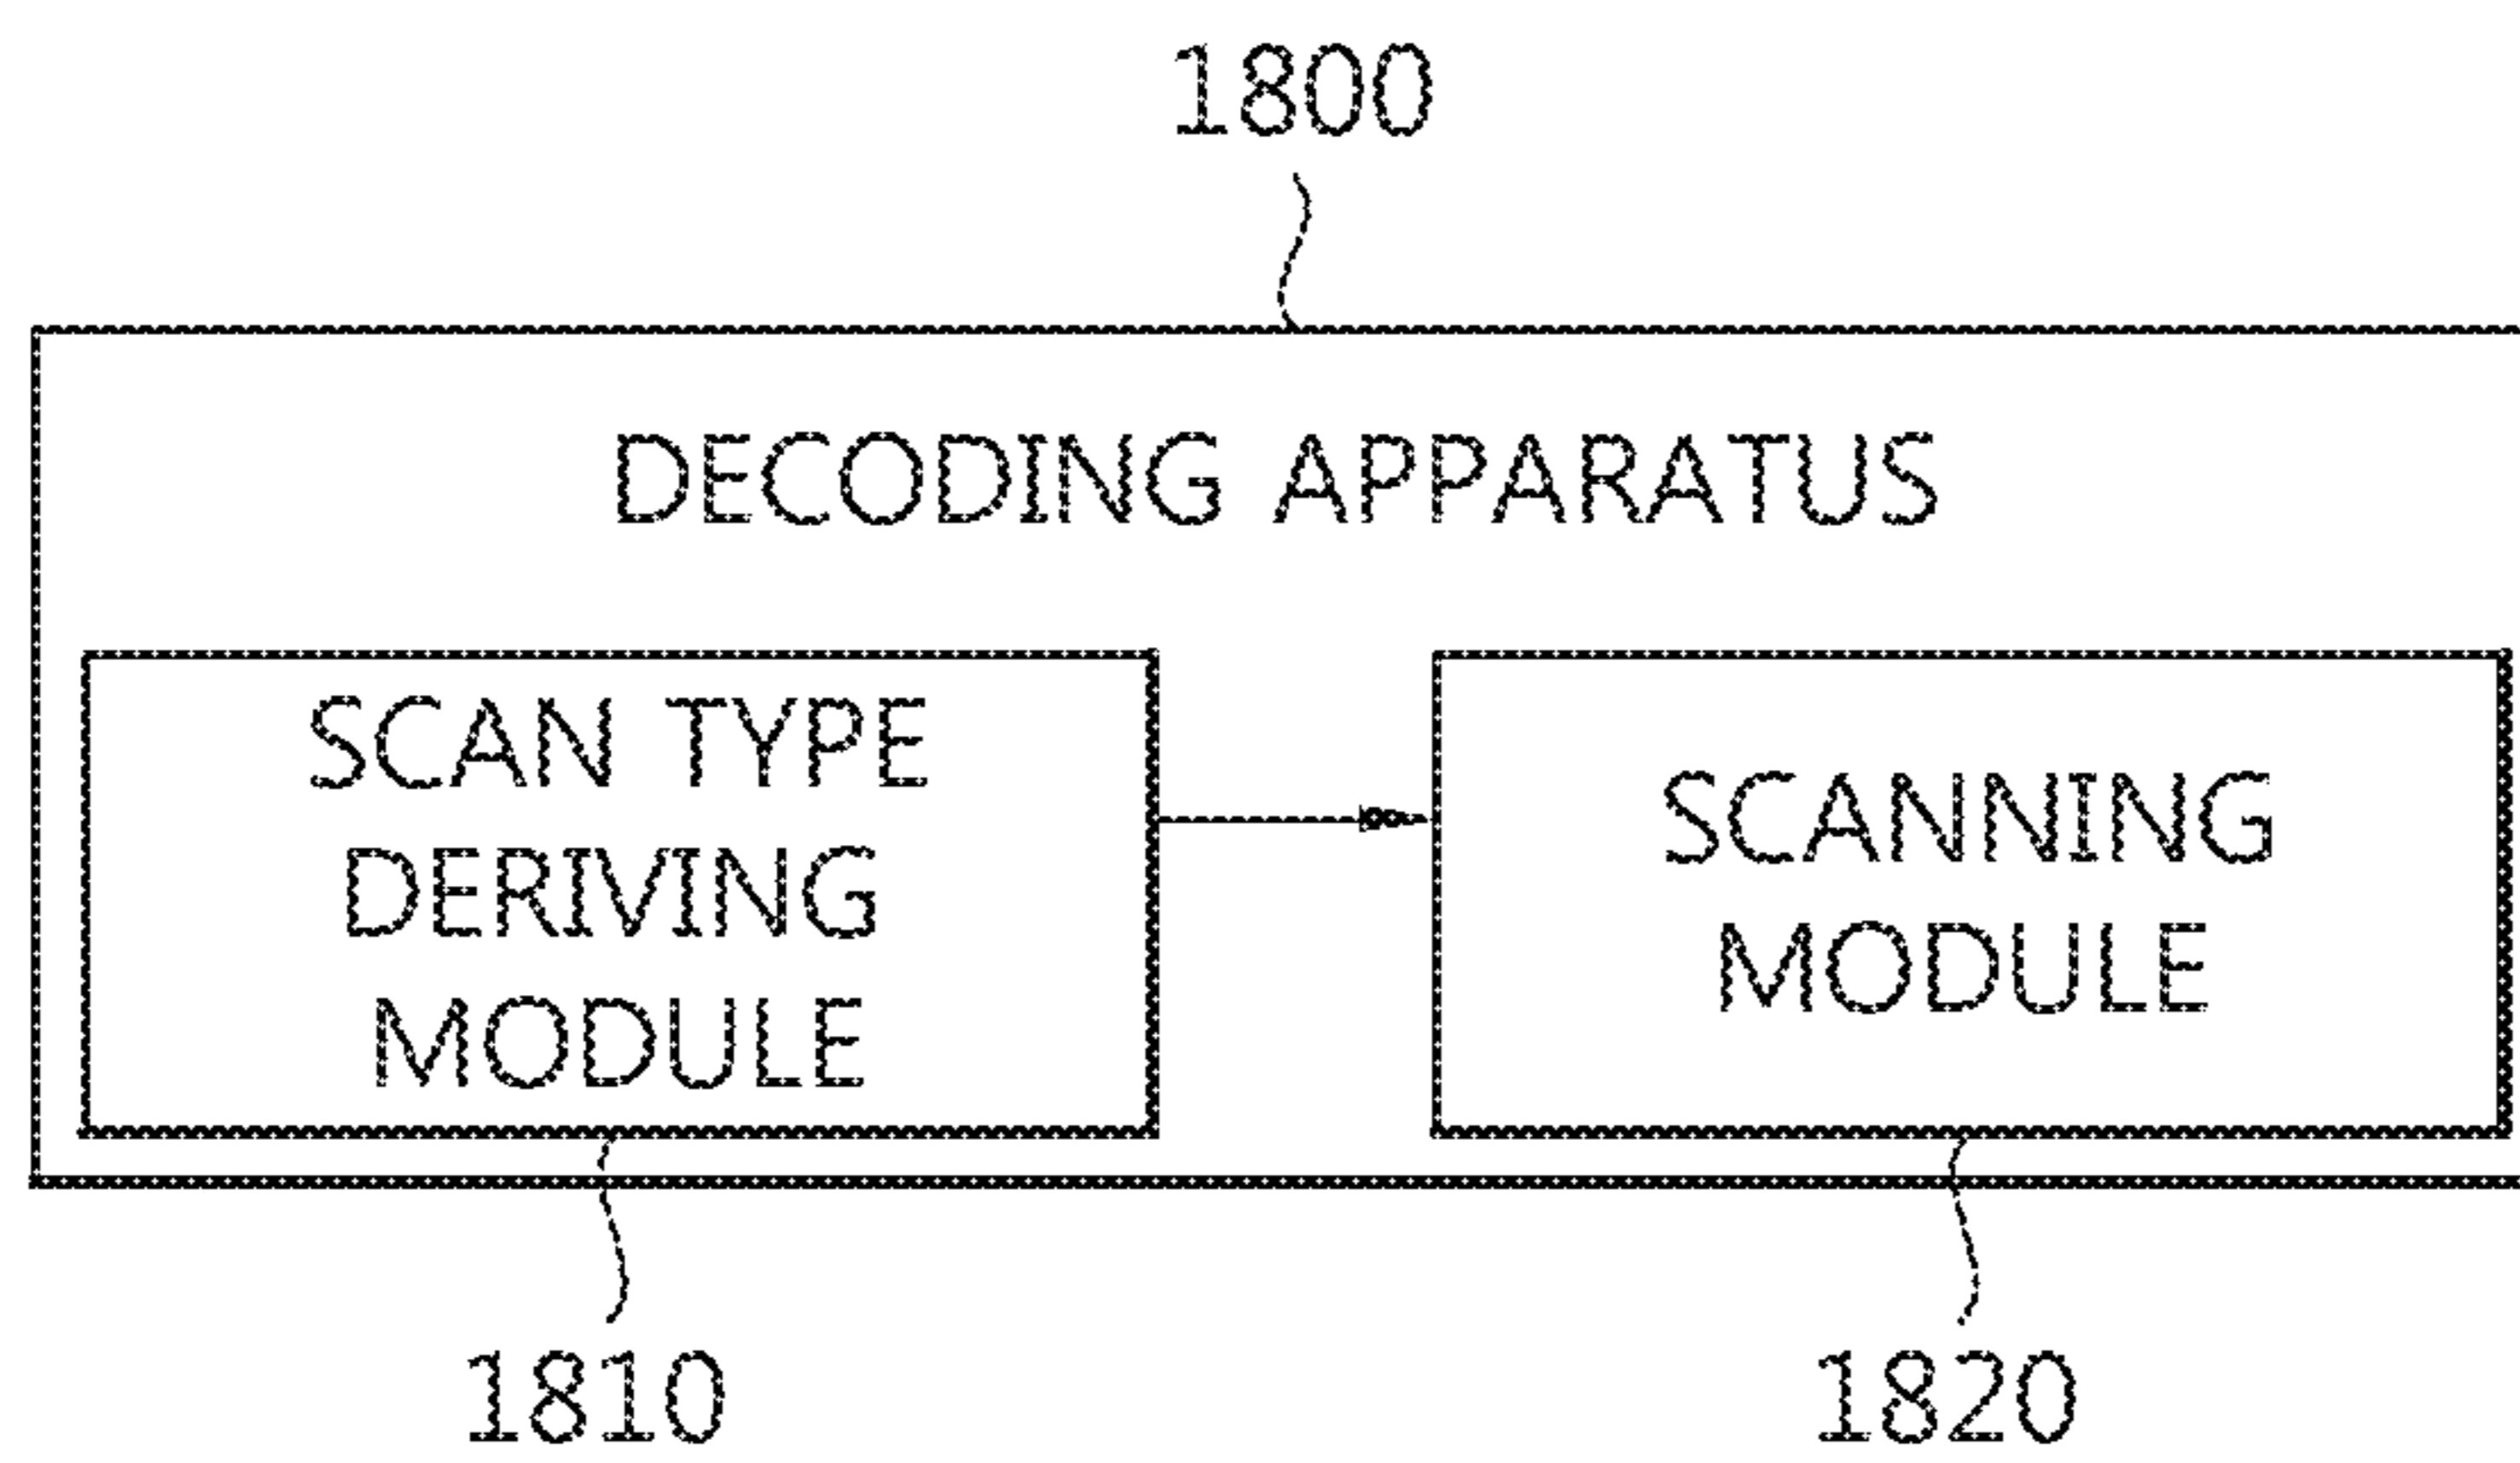 1800
DECODING APPARATUS
SCAN TYPE
DERIVING
MODULE
SCANNING
MODULE
1810
1820